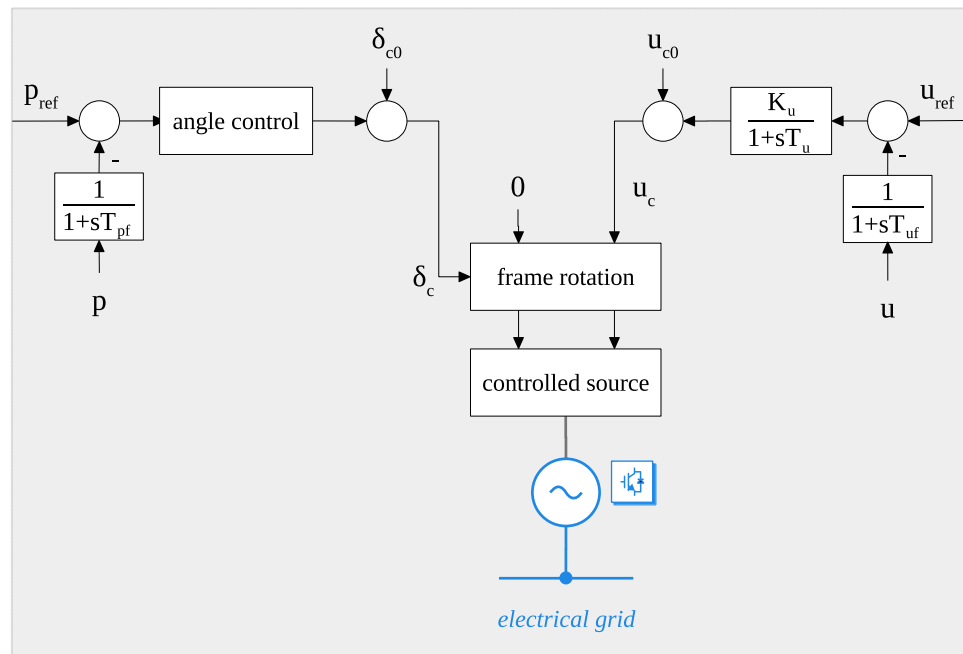 δc0
uc0
pref
angle control
Ku
1+sTu
uref
-
-
1
1+sTpf
1
1+sTuf
0
uc
p
δc
frame rotation
u
controlled source
electrical grid